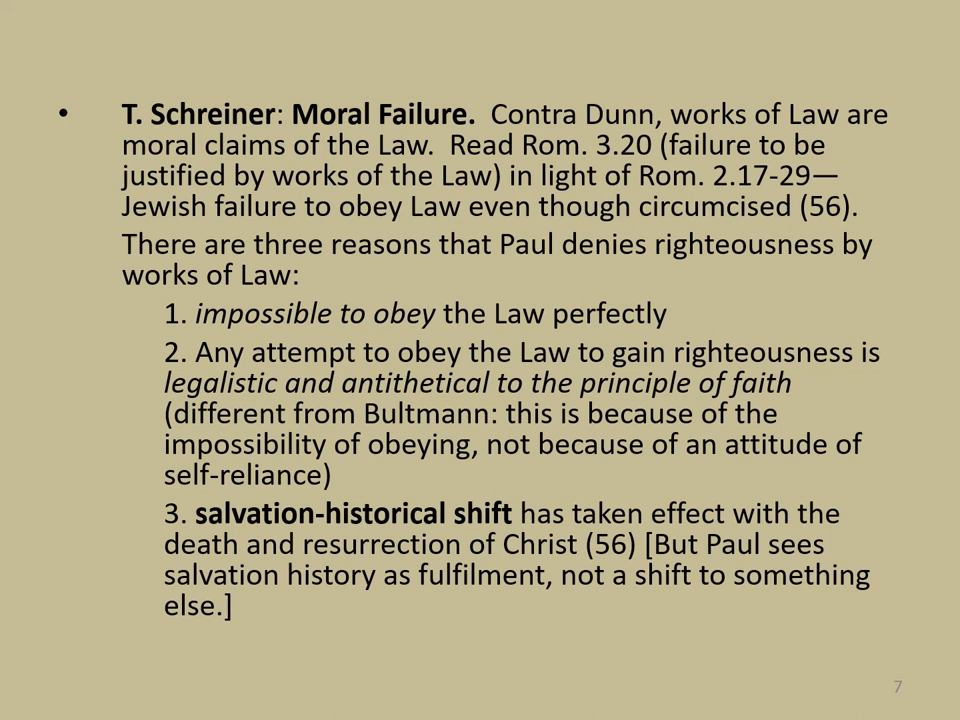 • T. Schreiner: Moral Failure. Contra Dunn, works of Law are
moral claims of the Law. Read Rom. 3.20 (failure to be
justified by works of the Law) in light of Rom. 2.17-29—
Jewish failure to obey Law even though circumcised (56).
There are three reasons that Paul denies righteousness by
works of Law:
1. impossible to obey the Law perfectly
2. Any attempt to obey the Law to gain righteousness is
legalistic and antithetical to the principle of faith
(different from Bultmann: this is because of the
impossibility of obeying, not because of an attitude of
self-reliance)
3. salvation-historical shift has taken effect with the
death and resurrection of Christ (56) [But Paul sees
salvation history as fulfilment, not a shift to something
else.]
7